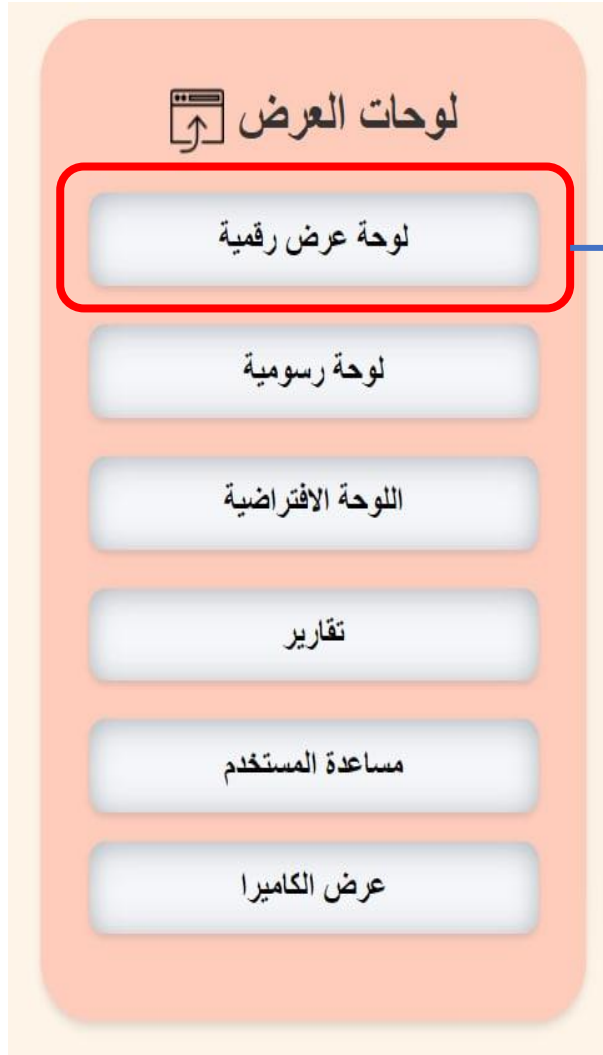 لوحات العرض
لوحة عرض رقمية
لوحة رسومية
اللوحة الافتراضية
تقارير
مساعدة المستخدم
عرض الكاميرا